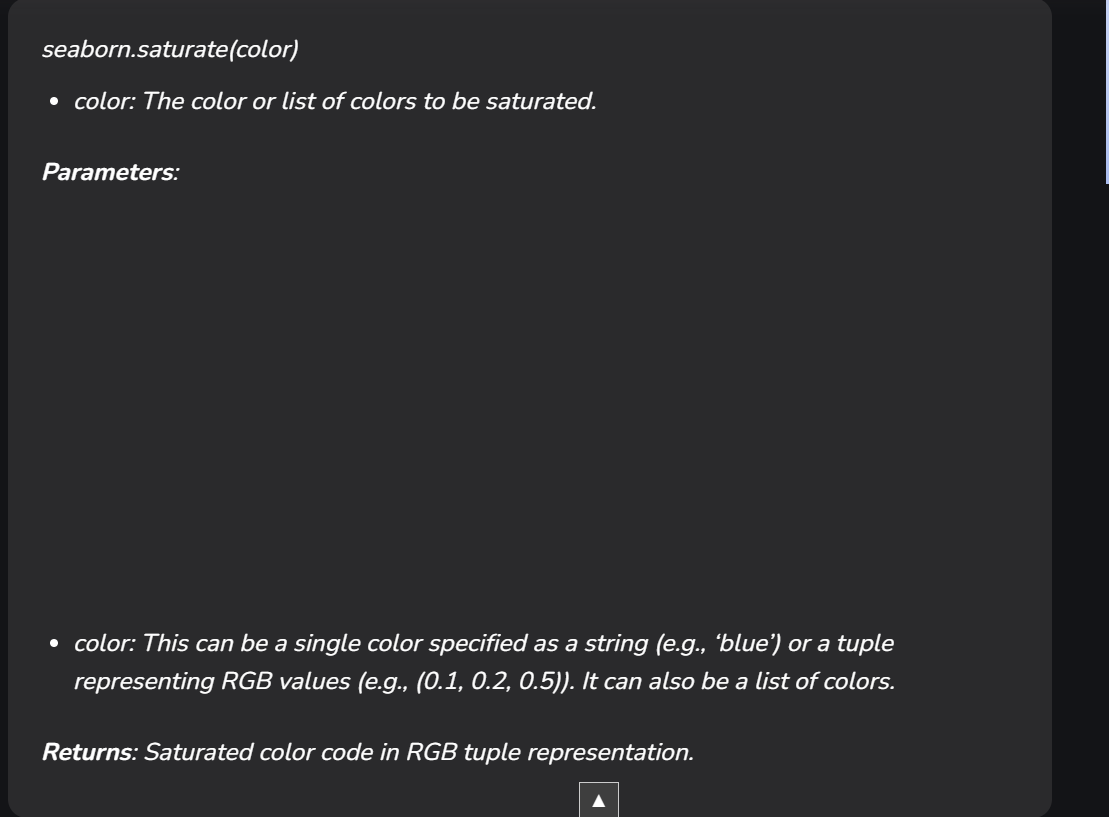 seaborn.saturate(color)
• color: The color or list of colors to be saturated.
Parameters:
• color: This can be a single color specified as a string (e.g., ‘blue’) or a tuple
representing RGB values (e.g., (0.1, 0.2, 0.5)). It can also be a list of colors.
Returns: Saturated color code in RGB tuple representation.